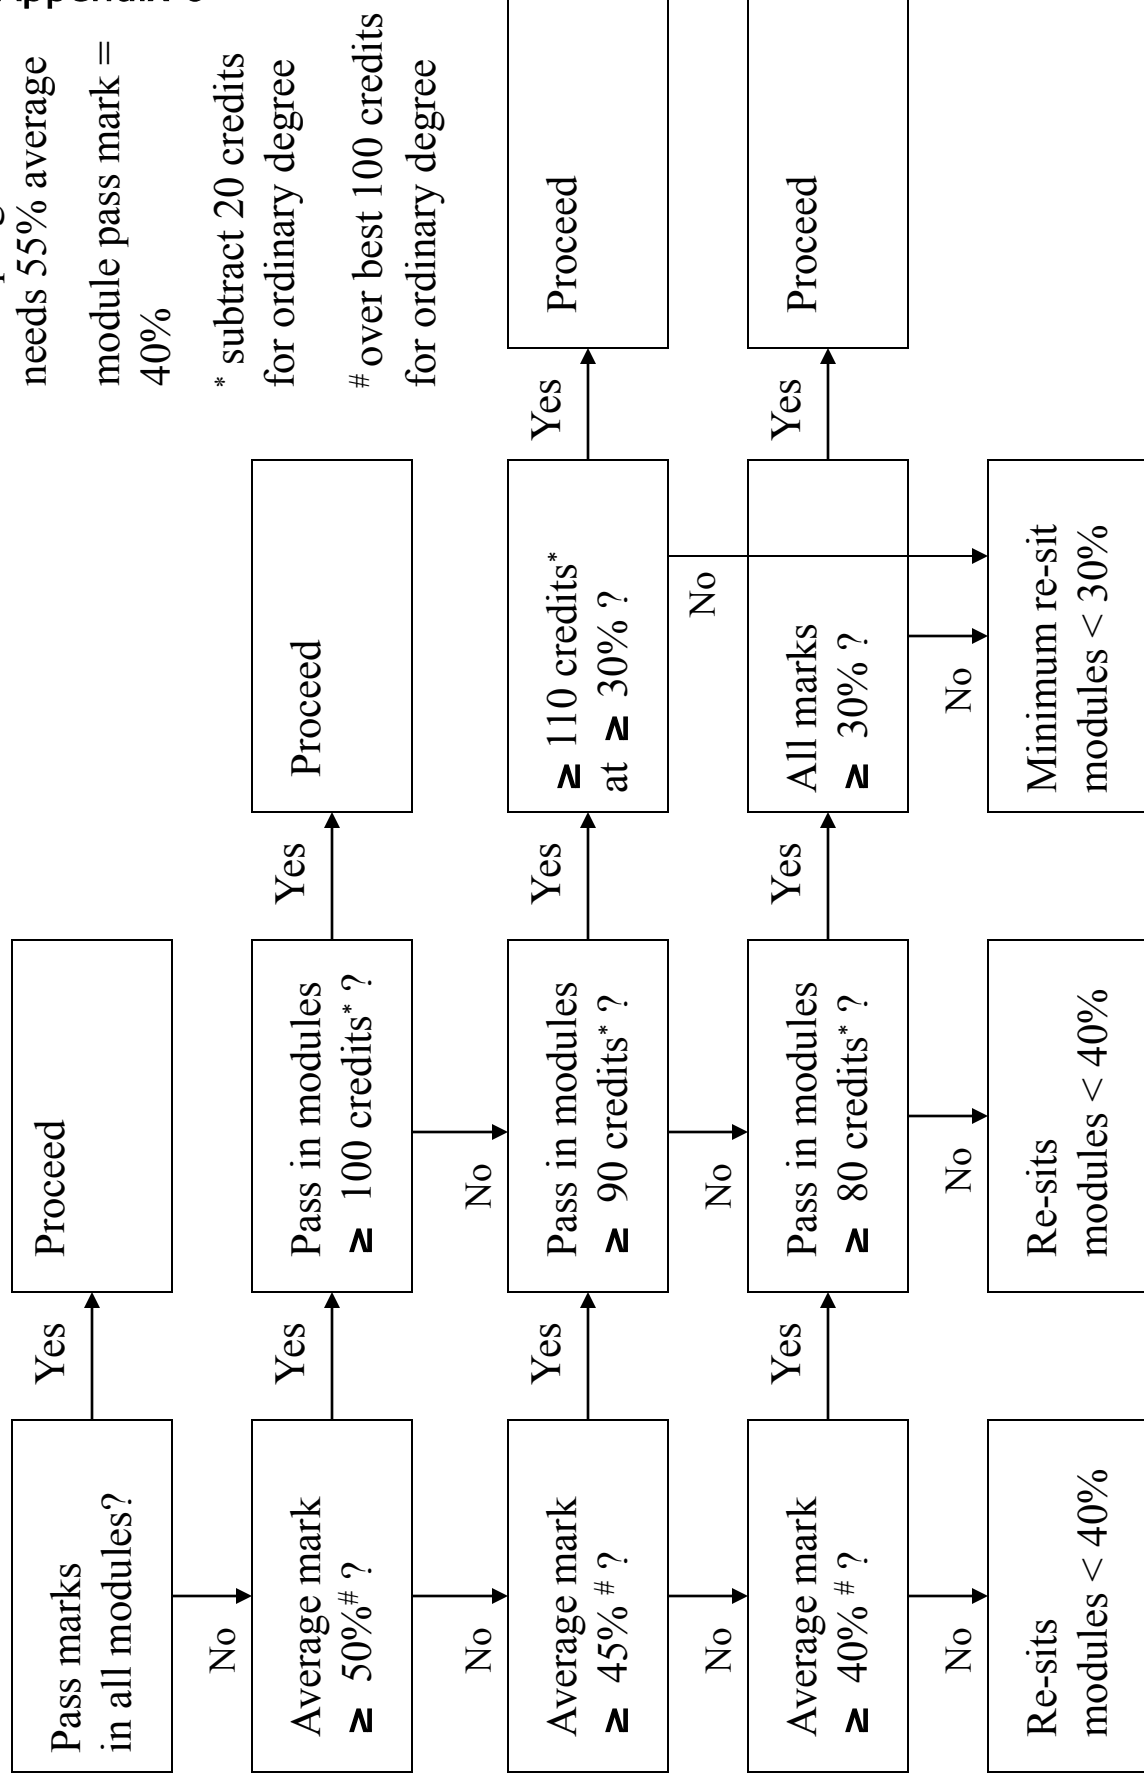 Appendix
Pass marks
in all modules?
Yes
Proceed
needs 55% average
module pass mark =
40%
* subtract 20 credits
for ordinary degree
# over best 100 credits
for ordinary degree
No
Average mark
≥ 50%# ?
Yes
Pass in modules
≥ 100 credits* ?
Yes
Proceed
No
No
Average mark
≥ 45% # ?
Yes
Pass in modules
≥ 90 credits* ?
Yes
≥ 110 credits*
at ≥ 30% ?
Yes
Proceed
No
No
No
Average mark
≥ 40% # ?
Yes
Pass in modules
≥ 80 credits* ?
Yes
All marks
≥ 30% ?
Yes
Proceed
No
No
No
Re-sits
modules < 40%
Re-sits
modules < 40%
Minimum re-sit
modules < 30%